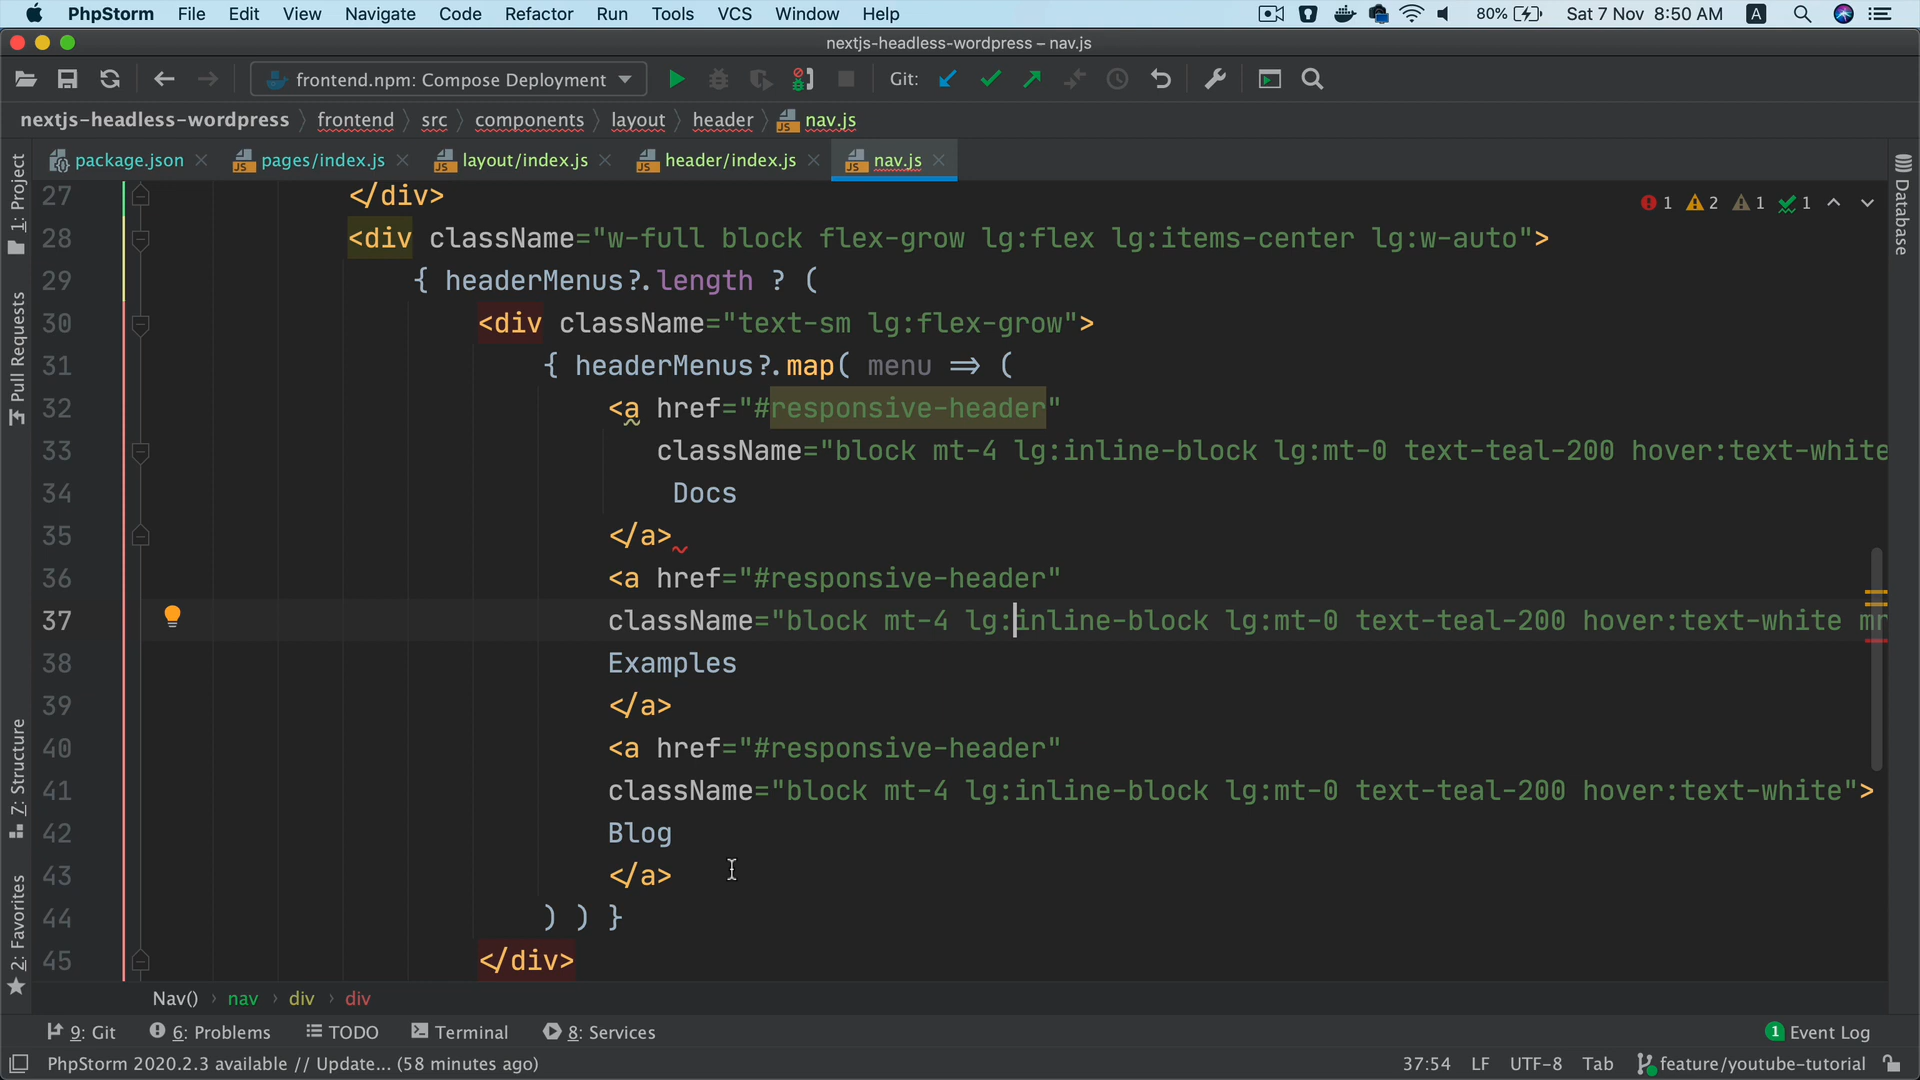 PhpStorm File Edit View Navigate Code Refactor Run Tools VCS Window Help 80% Sat 7 Nov 8:50 AM A
nextjs-headless-wordpress – nav.js
frontend.npm: Compose Deployment Git:
nextjs-headless-wordpress frontend src components layout header nav.js
package.json pages/index.js layout/index.js header/index.js nav.js
1 2 1 1
27 </div>
28 <div className="w-full block flex-grow lg:flex lg:items-center lg:w-auto">
29 { headerMenus?.length ? (
30 <div className="text-sm lg:flex-grow">
31 { headerMenus?.map( menu => (
32 <a href="#responsive-header"
33 className="block mt-4 lg:inline-block lg:mt-0 text-teal-200 hover:text-white
34 Docs
35 </a>
36 <a href="#responsive-header"
37 className="block mt-4 lg:inline-block lg:mt-0 text-teal-200 hover:text-white mr
38 Examples
39 </a>
40 <a href="#responsive-header"
41 className="block mt-4 lg:inline-block lg:mt-0 text-teal-200 hover:text-white">
42 Blog
43 </a>
44 ) ) }
45 </div>
1: Project
Pull Requests
7: Structure
2: Favorites
Database
Nav() nav div div
9: Git 6: Problems TODO Terminal 8: Services 1 Event Log
PhpStorm 2020.2.3 available // Update... (58 minutes ago) 37:54 LF UTF-8 Tab feature/youtube-tutorial